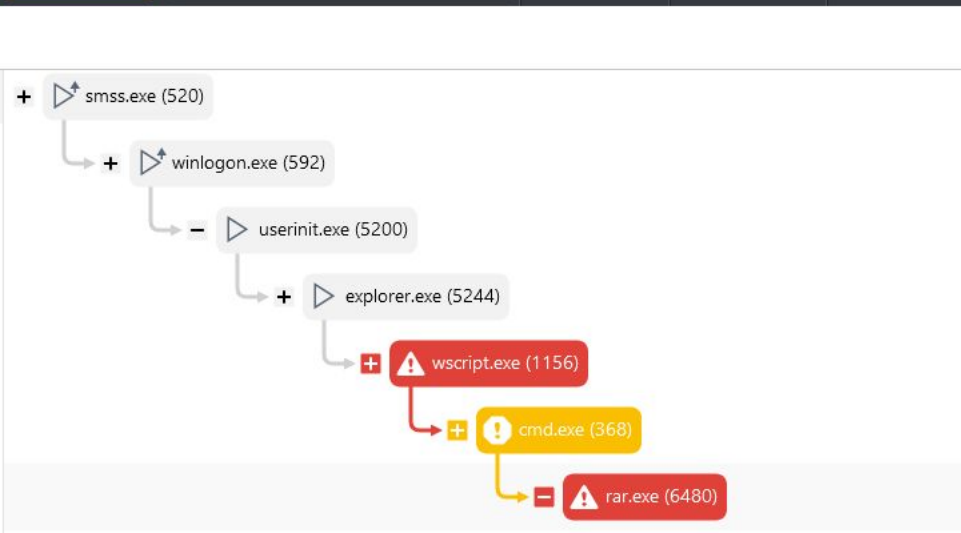 smss.exe (520)
winlogon.exe (592)
userinit.exe (5200)
explorer.exe (5244)
wscript.exe (1156)
cmd.exe (368)
rar.exe (6480)